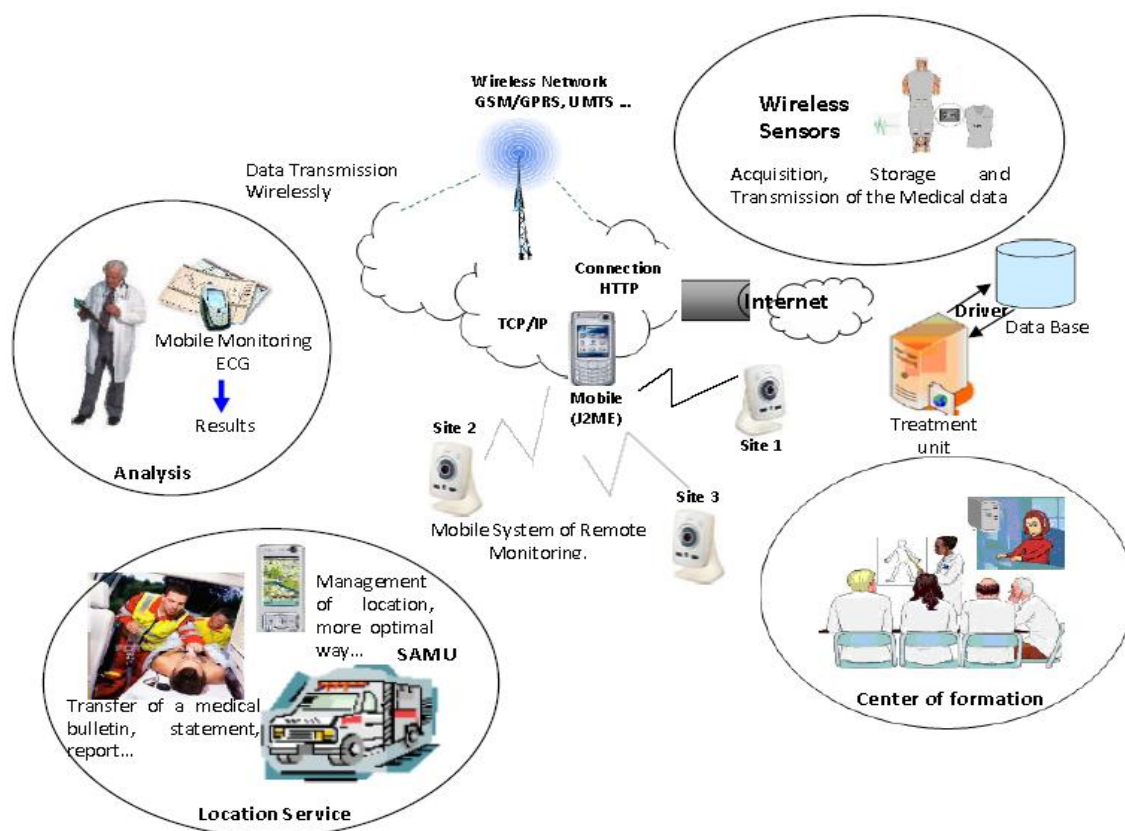 Wireless Network
GSM/GPRS, UMTS ...
Data Transmission
Wirelessly
Wireless
Sensors
Acquisition, Storage and
Transmission of the Medical data
Connection
HTTP
Internet
TCP/IP
Mobile
(J2ME)
Driver
Data Base
Treatment
unit
Mobile Monitoring
ECG
Results
Analysis
Site 2
Site 1
Site 3
Mobile System of Remote
Monitoring.
Management
of location,
more optimal
way...
SAMU
Transfer of a medical
bulletin, statement,
report...
Location Service
Center of formation